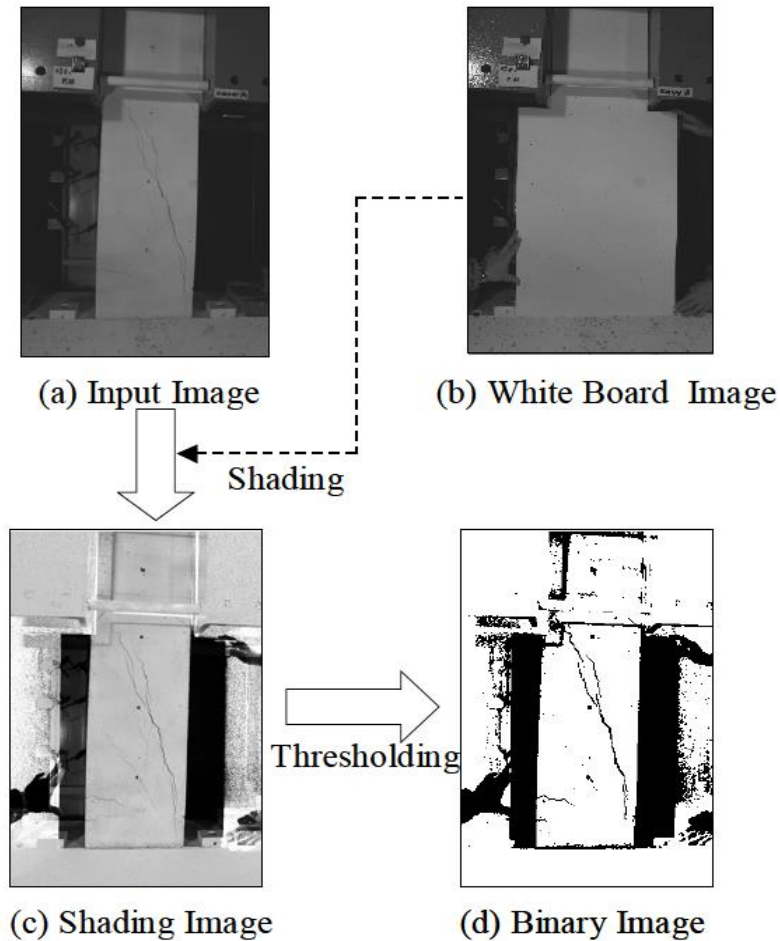 (a) Input Image
(b) White Board Image
Shading
Thresholding
(c) Shading Image
(d) Binary Image